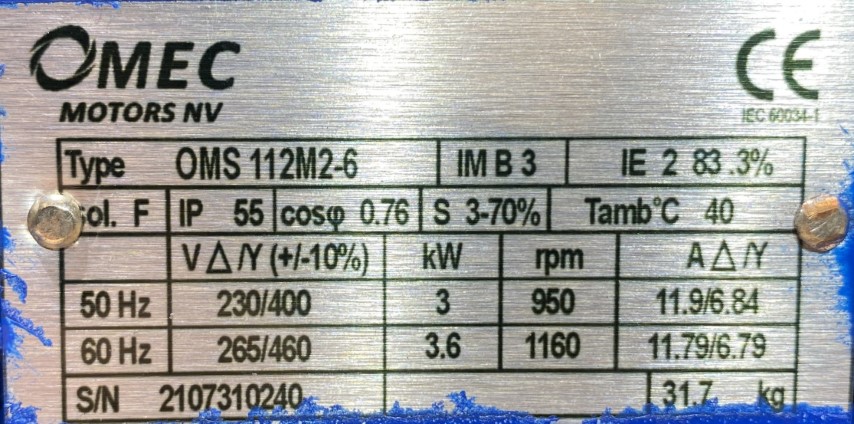 OMEC
MOTORS NV
CE
IEC 60034-1
Type OMS 112M2-6 IM B 3 IE 2 83.3%
sol. F IP 55 cosφ 0.76 S 3-70% Tamb°C 40
V Δ/Y (+/-10%) kW rpm A Δ/Y
50 Hz 230/400 3 950 11.9/6.84
60 Hz 265/460 3.6 1160 11.79/6.79
S/N 2107310240 31.7 kg